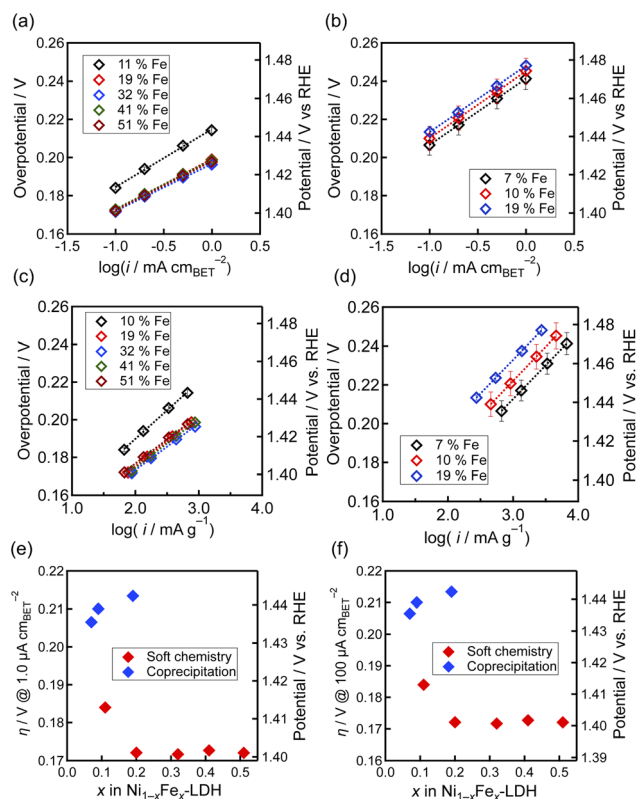 (a)
Overpotential / V
0.26
0.24
0.22
0.20
0.18
0.16
11 % Fe
19 % Fe
32 % Fe
41 % Fe
51 % Fe
1.48
1.46
1.44
1.42
1.40
Potential / V vs RHE
-1.5 -1.0 -0.5 0.0 0.5
log(i / mA cm_BET^−2)
(b)
Overpotential / V
0.26
0.24
0.22
0.20
0.18
0.16
7 % Fe
10 % Fe
19 % Fe
1.48
1.46
1.44
1.42
1.40
Potential / V vs RHE
-1.5 -1.0 -0.5 0.0 0.5
log(i / mA cm_BET^−2)
(c)
Overpotential / V
0.26
0.24
0.22
0.20
0.18
0.16
10 % Fe
19 % Fe
32 % Fe
41 % Fe
51 % Fe
1.48
1.46
1.44
1.42
1.40
Potential / V vs. RHE
1.0 2.0 3.0 4.0
log( i / mA g^−1)
(d)
Overpotential / V
0.26
0.24
0.22
0.20
0.18
0.16
7 % Fe
10 % Fe
19 % Fe
1.48
1.46
1.44
1.42
1.40
Potential / V vs. RHE
1.0 2.0 3.0 4.0
log( i / mA g^−1)
(e)
η / V @ 1.0 µA cm_BET^−2
0.22
0.21
0.20
0.19
0.18
0.17
Soft chemistry
Coprecipitation
1.44
1.43
1.42
1.41
1.40
Potential / V vs. RHE
0.0 0.1 0.2 0.3 0.4 0.5
x in Ni1−xFex-LDH
(f)
η / V @ 100 µA cm_BET^−2
0.22
0.21
0.20
0.19
0.18
0.17
0.16
Soft chemistry
Coprecipitation
1.44
1.43
1.42
1.41
1.40
1.39
Potential / V vs. RHE
0.0 0.1 0.2 0.3 0.4 0.5
x in Ni1−xFex-LDH